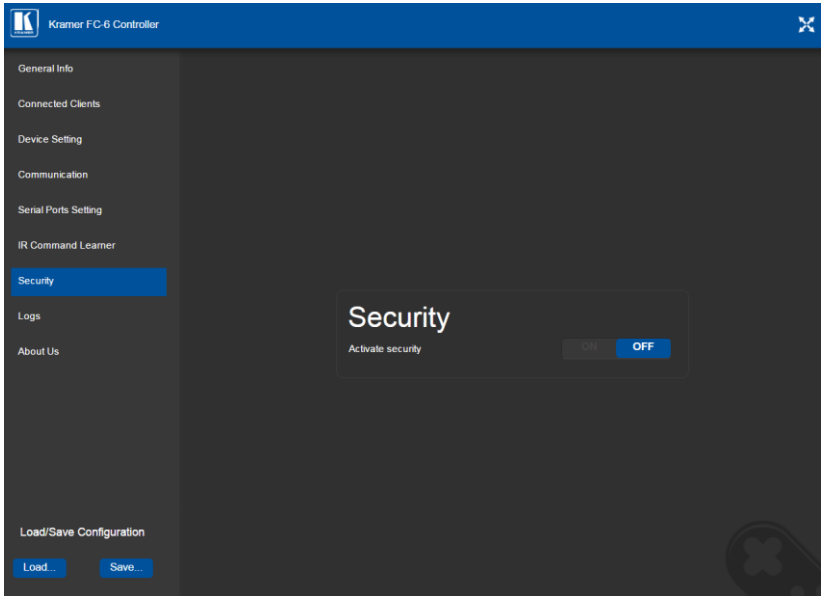 KRAMER
Kramer FC-6 Controller
General Info
Connected Clients
Device Setting
Communication
Serial Ports Setting
IR Command Learner
Security
Logs
About Us
Security
Activate security
ON OFF
Load/Save Configuration
Load... Save...